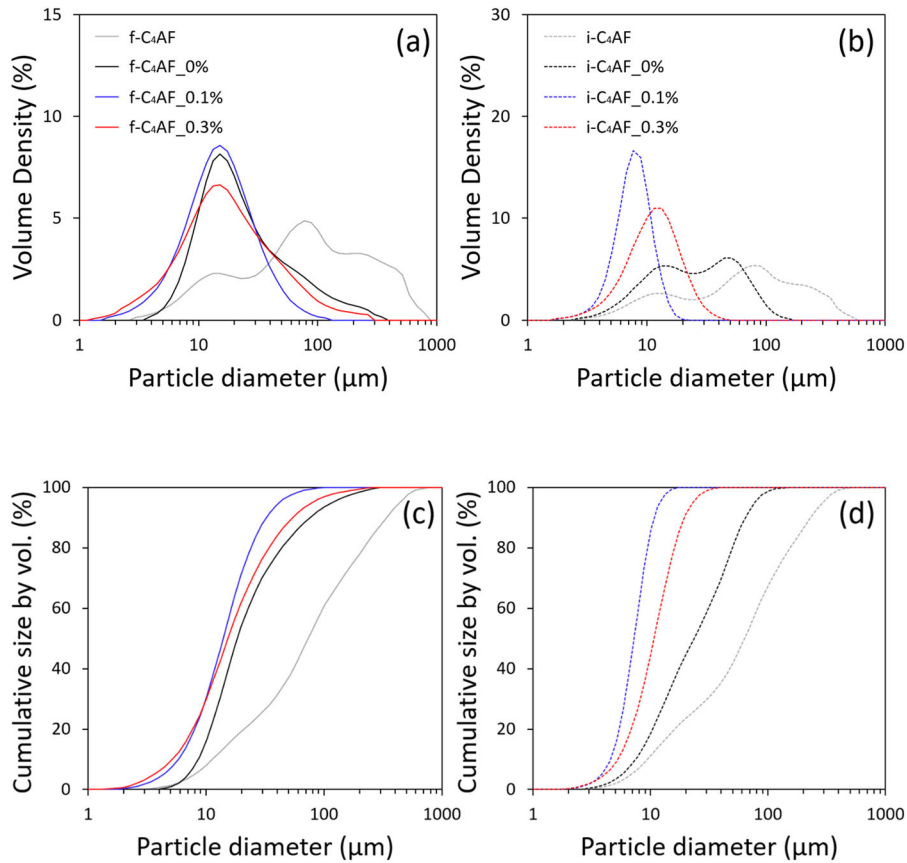 15
10
5
0
Volume Density (%)
(a)
f-C₄AF
f-C₄AF_0%
f-C₄AF_0.1%
f-C₄AF_0.3%
1 10 100 1000
Particle diameter (µm)
30
20
10
0
Volume Density (%)
(b)
i-C₄AF
i-C₄AF_0%
i-C₄AF_0.1%
i-C₄AF_0.3%
1 10 100 1000
Particle diameter (µm)
100
80
60
40
20
0
Cumulative size by vol. (%)
(c)
1 10 100 1000
Particle diameter (µm)
100
80
60
40
20
0
Cumulative size by vol. (%)
(d)
1 10 100 1000
Particle diameter (µm)